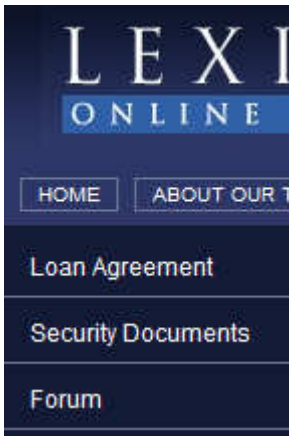 LEXI
ONLINE
HOME ABOUT OUR T
Loan Agreement
Security Documents
Forum